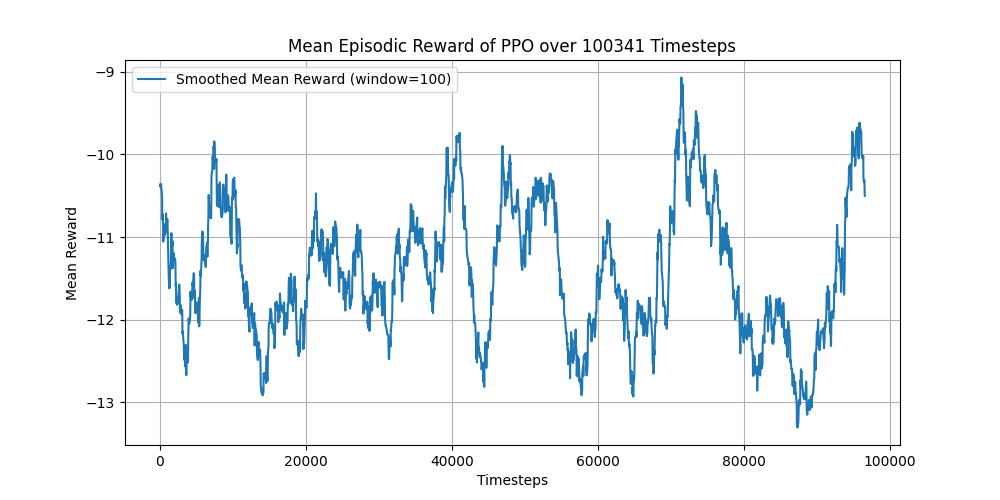 Mean Episodic Reward of PPO over 100341 Timesteps
Smoothed Mean Reward (window=100)
Mean Reward
−9
−10
−11
−12
−13
0 20000 40000 60000 80000 100000
Timesteps